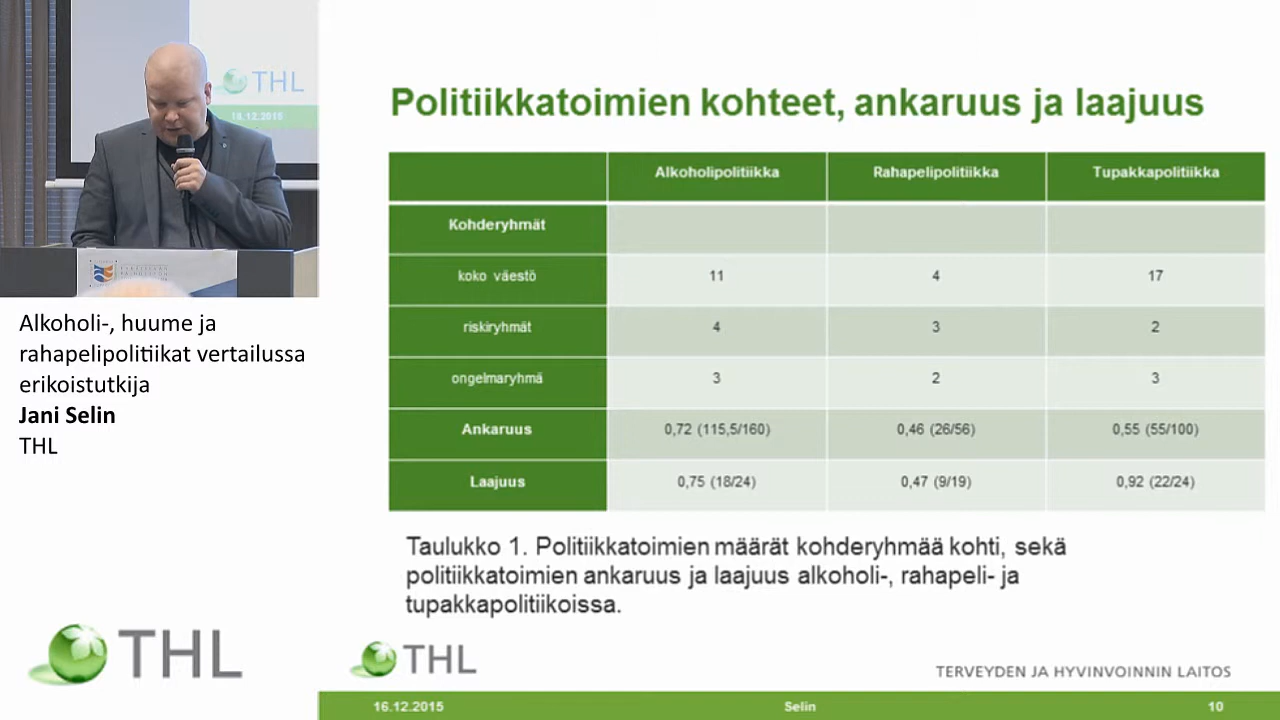 THL
18.12.2015
Alkoholi-, huume ja
rahapelipolitiikat vertailussa
erikoistutkija
Jani Selin
THL
THL
Politiikkatoimien kohteet, ankaruus ja laajuus
Alkoholipolitiikka Rahapelipolitiikka Tupakkapolitiikka
Kohderyhmät
koko väestö 11 4 17
riskiryhmät 4 3 2
ongelmaryhmä 3 2 3
Ankaruus 0,72 (115,5/160) 0,46 (26/56) 0,55 (55/100)
Laajuus 0,75 (18/24) 0,47 (9/19) 0,92 (22/24)
Taulukko 1. Politiikkatoimien määrät kohderyhmää kohti, sekä
politiikkatoimien ankaruus ja laajuus alkoholi-, rahapeli- ja
tupakkapolitiikoissa.
THL
TERVEYDEN JA HYVINVOINNIN LAITOS
16.12.2015 Selin 10